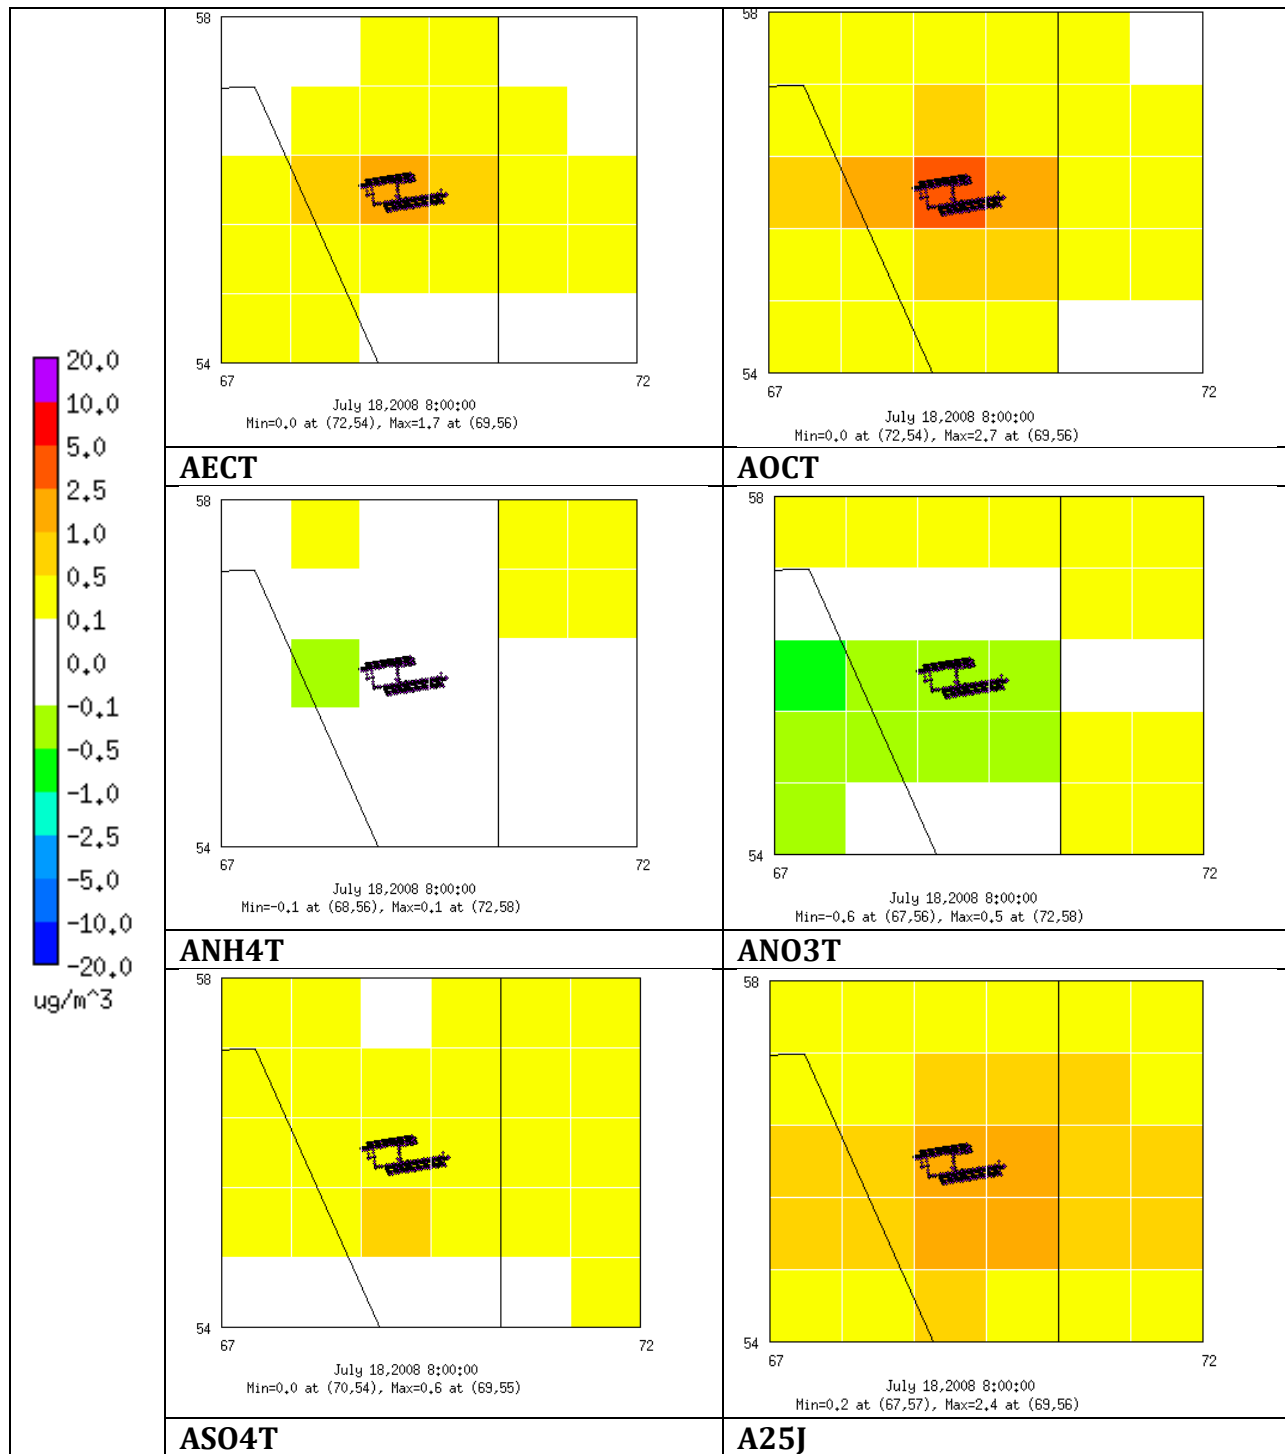 20.0
10.0
5.0
2.5
1.0
0.5
0.1
0.0
-0.1
-0.5
-1.0
-2.5
-5.0
-10.0
-20.0
ug/m^3
58
54
67
72
July 18,2008 8:00:00
Min=0.0 at (72,54), Max=1.7 at (69,56)
AECT
58
54
67
72
July 18,2008 8:00:00
Min=0.0 at (72,54), Max=2.7 at (69,56)
AOCT
58
54
67
72
July 18,2008 8:00:00
Min=-0.1 at (68,56), Max=0.1 at (72,58)
ANH4T
58
54
67
72
July 18,2008 8:00:00
Min=-0.6 at (67,56), Max=0.5 at (72,58)
ANO3T
58
54
67
72
July 18,2008 8:00:00
Min=0.0 at (70,54), Max=0.6 at (69,55)
ASO4T
58
54
67
72
July 18,2008 8:00:00
Min=0.2 at (67,57), Max=2.4 at (69,56)
A25J